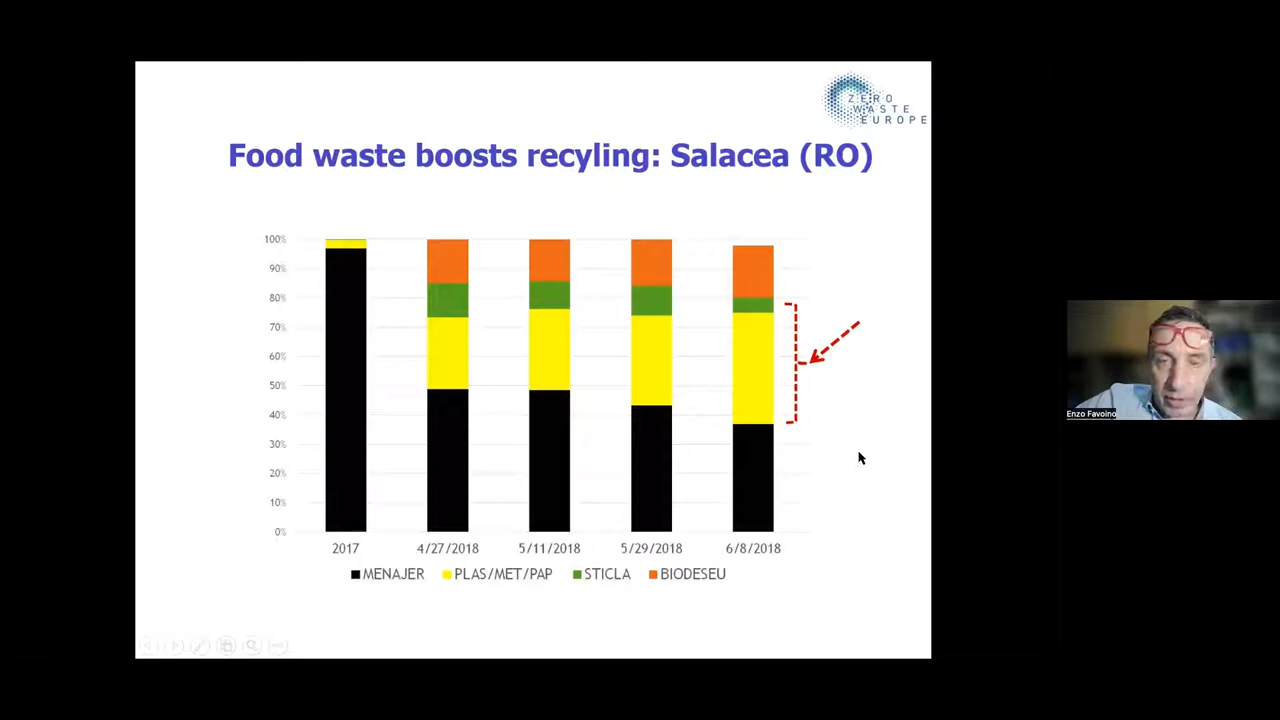 ZERO
WASTE
EUROPE
Food waste boosts recyling: Salacea (RO)
100%
90%
80%
70%
60%
50%
40%
30%
20%
10%
0%
2017 4/27/2018 5/11/2018 5/29/2018 6/8/2018
MENAJER PLAS/MET/PAP STICLA BIODESEU
Enzo Favoino